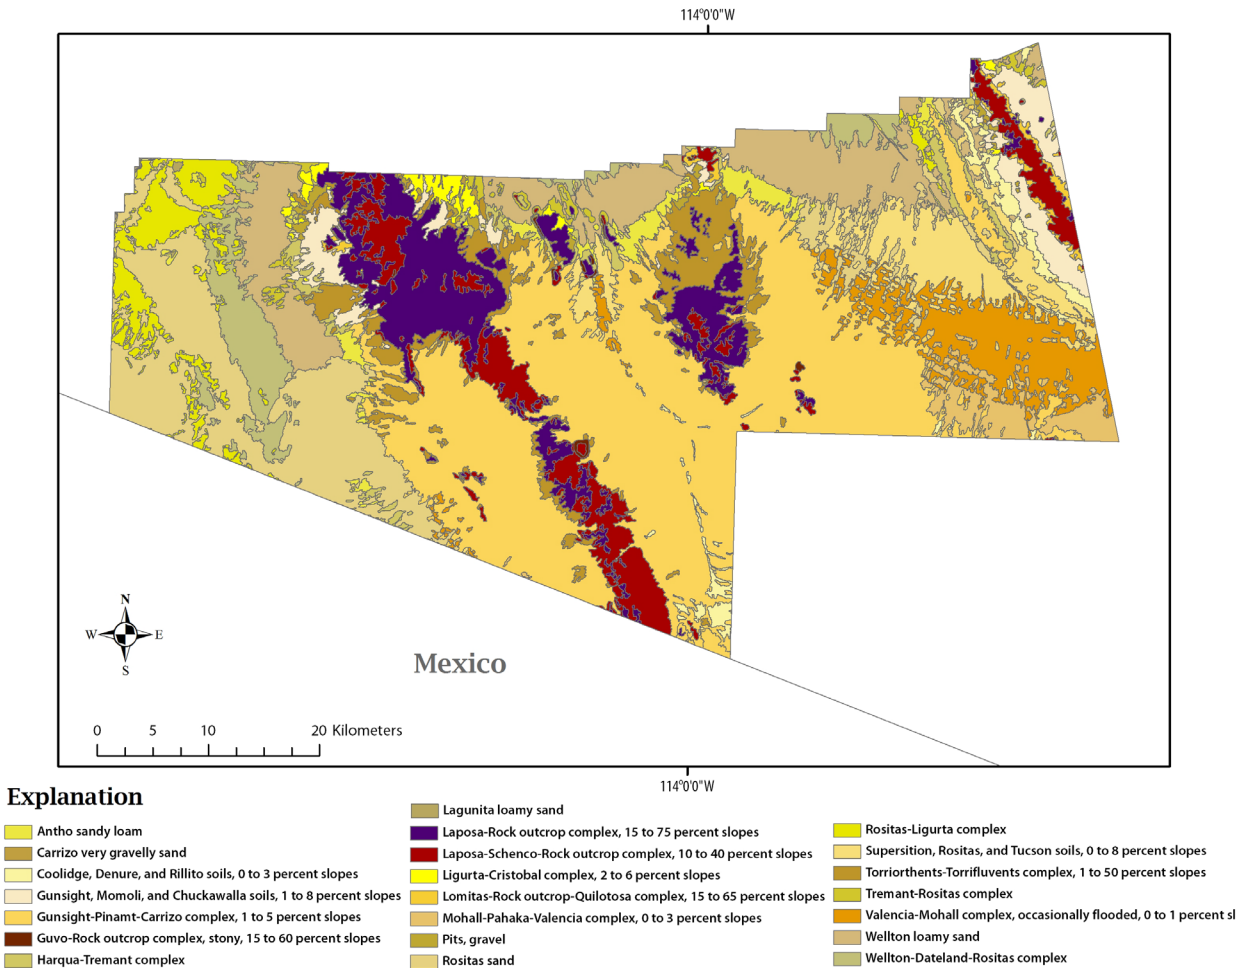 114°0'0"W
N
W
E
S
Mexico
0 5 10 20 Kilometers
114°0'0"W
Explanation
Antho sandy loam
Carrizo very gravelly sand
Coolidge, Denure, and Rillito soils, 0 to 3 percent slopes
Gunsight, Momoli, and Chuckawalla soils, 1 to 8 percent slopes
Gunsight-Pinamt-Carrizo complex, 1 to 5 percent slopes
Guvo-Rock outcrop complex, stony, 15 to 60 percent slopes
Harqua-Tremant complex
Lagunita loamy sand
Laposa-Rock outcrop complex, 15 to 75 percent slopes
Laposa-Schenco-Rock outcrop complex, 10 to 40 percent slopes
Ligurta-Cristobal complex, 2 to 6 percent slopes
Lomitas-Rock outcrop-Quilotosa complex, 15 to 65 percent slopes
Mohall-Pahaka-Valencia complex, 0 to 3 percent slopes
Pits, gravel
Rositas sand
Rositas-Ligurta complex
Supersition, Rositas, and Tucson soils, 0 to 8 percent slopes
Torriorthents-Torrifluvents complex, 1 to 50 percent slopes
Tremant-Rositas complex
Valencia-Mohall complex, occasionally flooded, 0 to 1 percent sl
Wellton loamy sand
Wellton-Dateland-Rositas complex